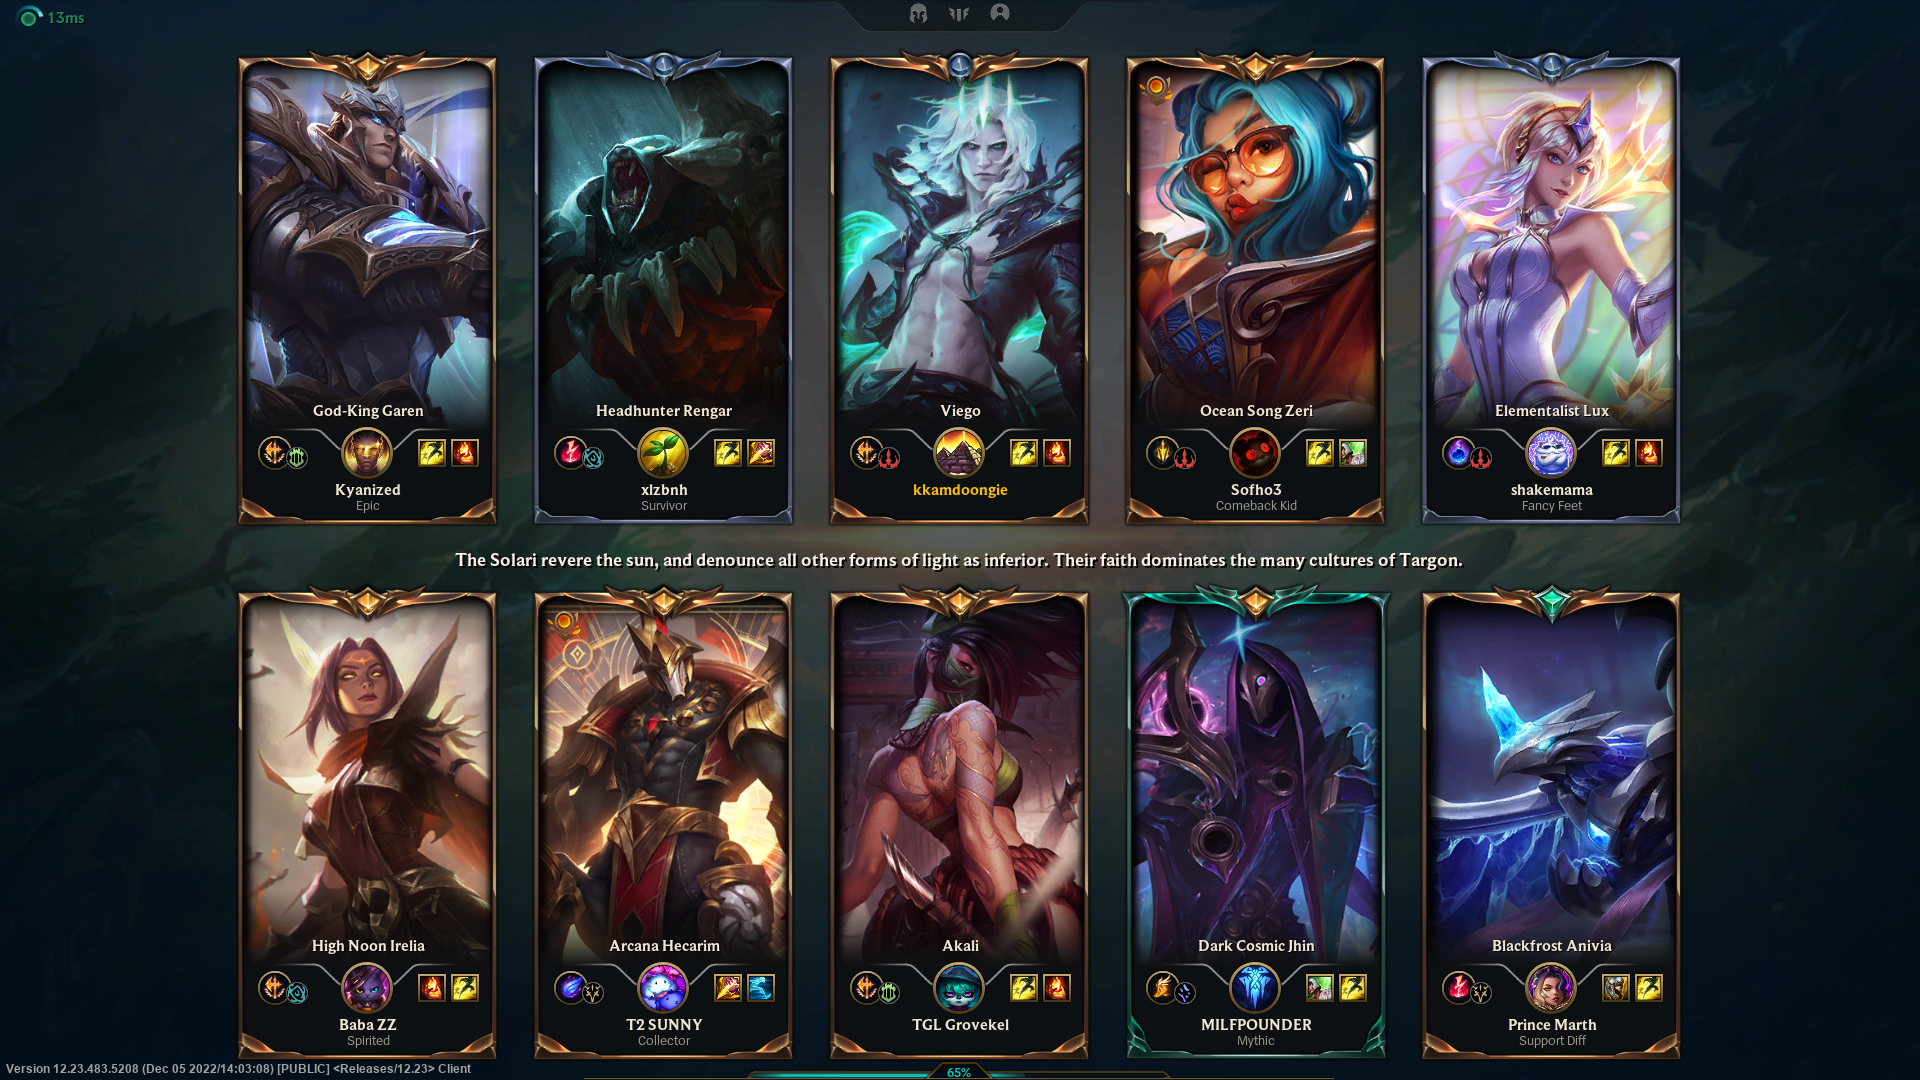 13ms
God-King Garen
Headhunter Rengar
Viego
Ocean Song Zeri
Elementalist Lux
Kyanized
xlzbnh
kkamdoongie
Sofho3
shakemama
Epic
Survivor
Comeback Kid
Fancy Feet
The Solari revere the sun, and denounce all other forms of light as inferior. Their faith dominates the many cultures of Targon.
High Noon Irelia
Arcana Hecarim
Akali
Dark Cosmic Jhin
Blackfrost Anivia
Baba ZZ
T2 SUNNY
TGL Grovekel
MILFPOUNDER
Prince Marth
Spirited
Collector
Mythic
Support Diff
Version 12.23.483.5208 (Dec 05 2022/14:03:08) [PUBLIC] <Releases/12.23> Client
65%